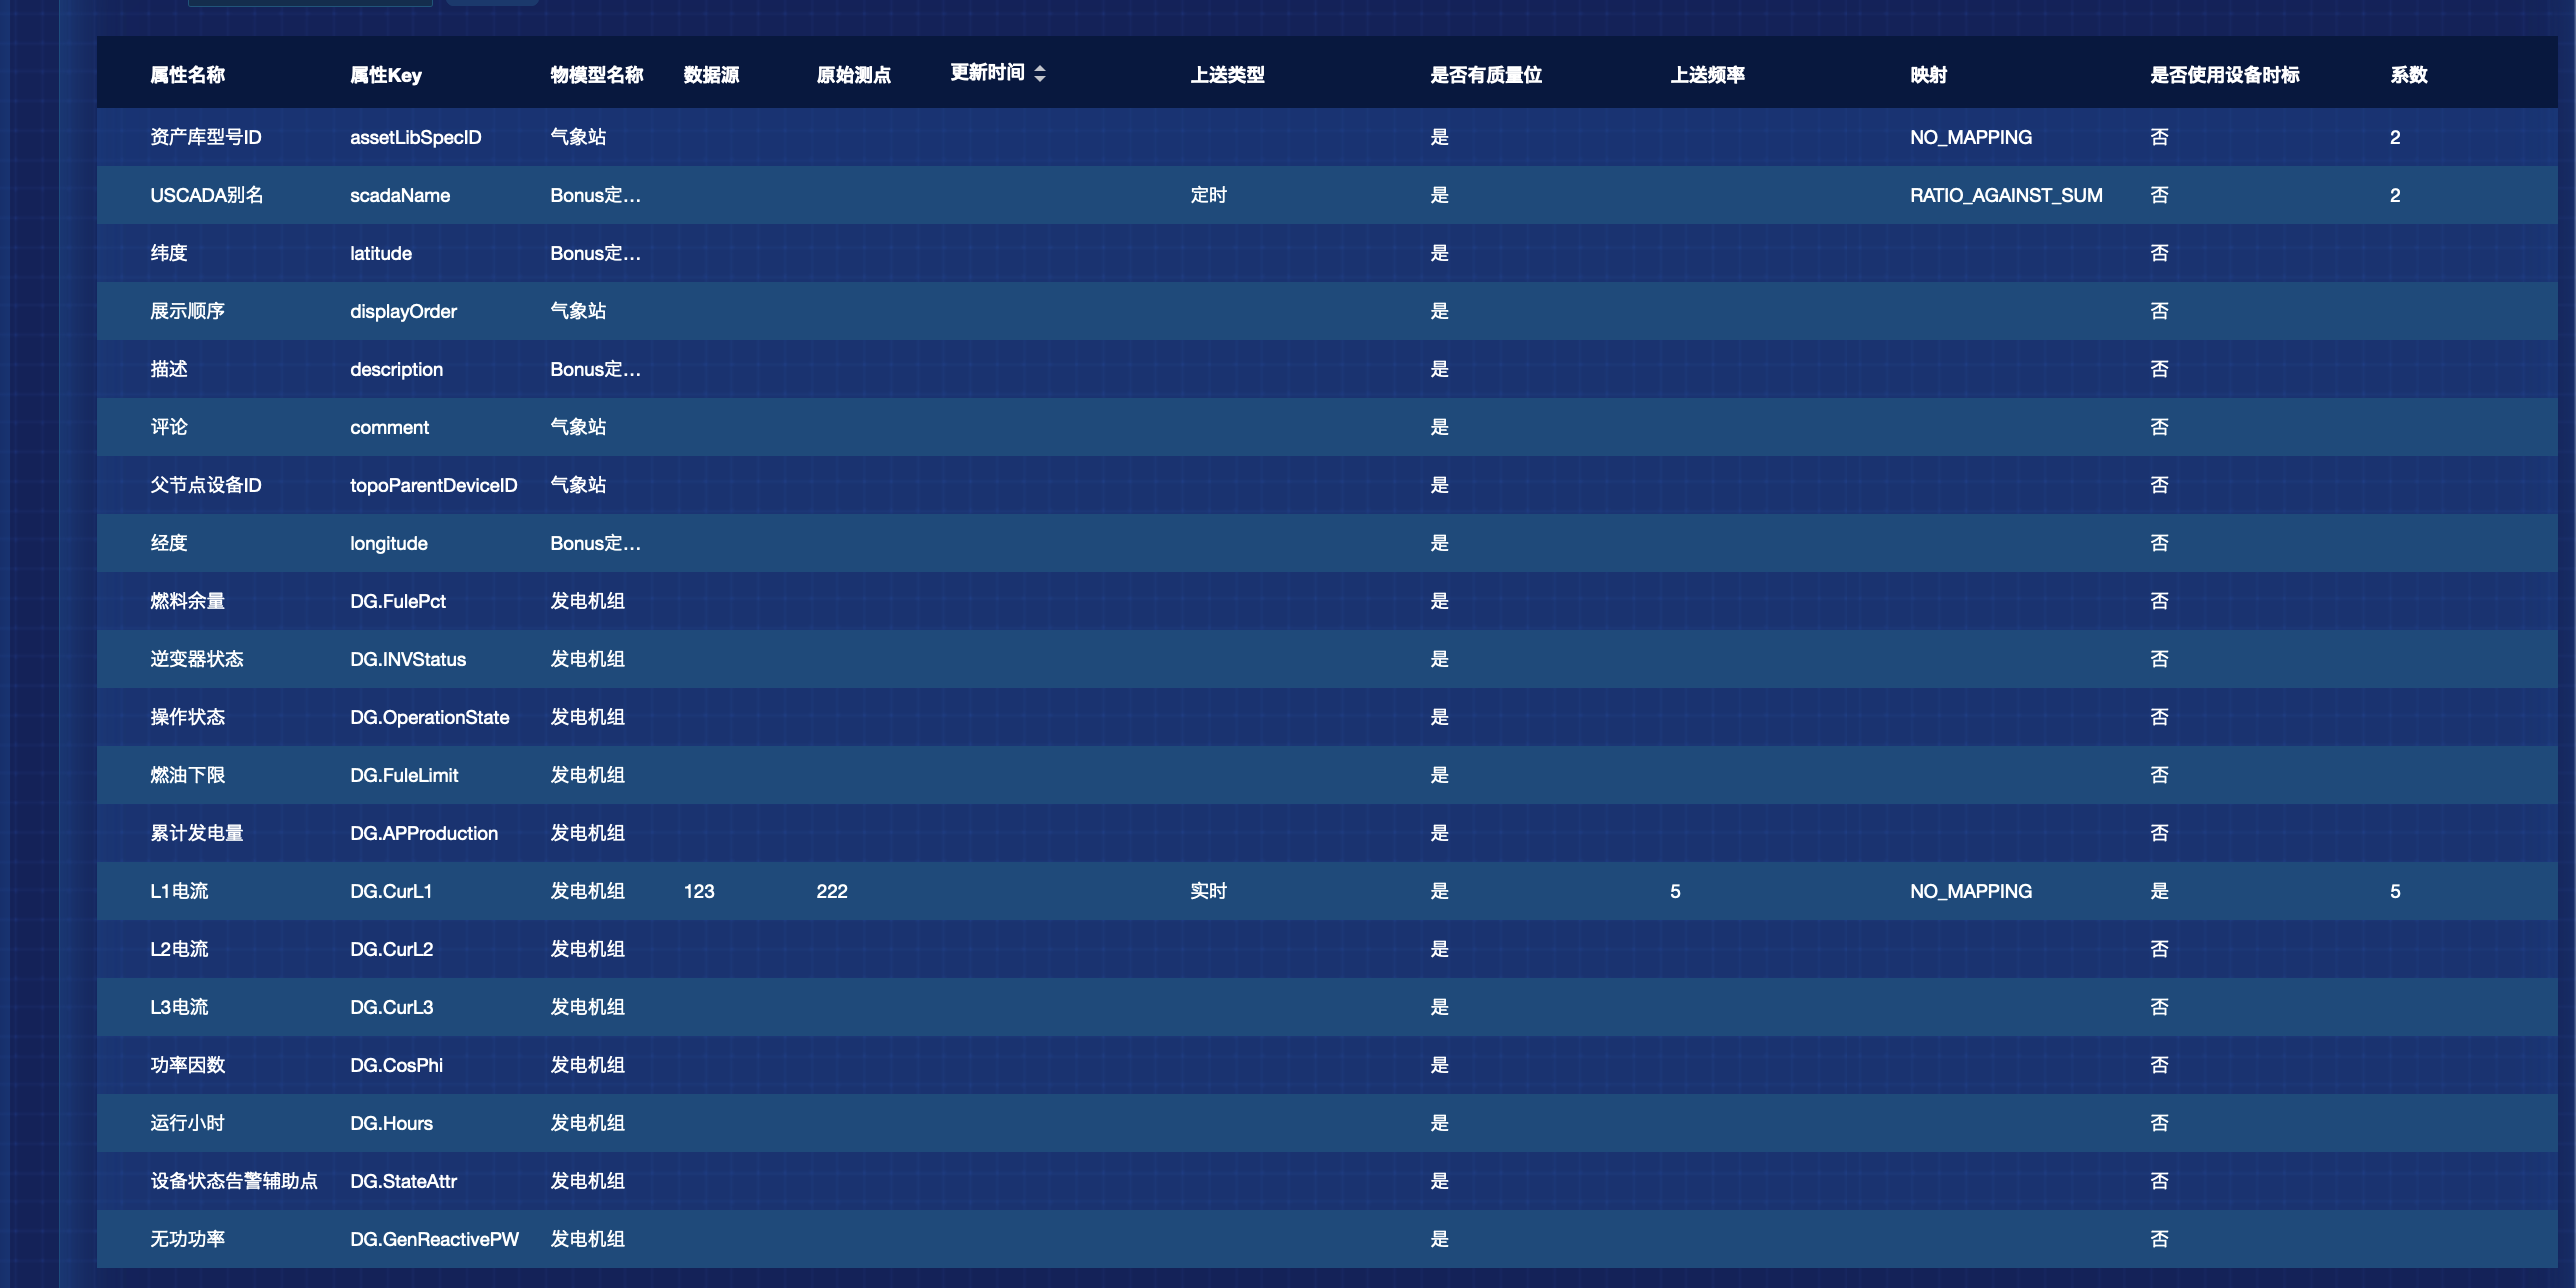 属性名称 属性Key 物模型名称 数据源 原始测点 更新时间 上送类型 是否有质量位 上送频率 映射 是否使用设备时标 系数
资产库型号ID assetLibSpecID 气象站 是 NO_MAPPING 否 2
USCADA别名 scadaName Bonus定... 定时 是 RATIO_AGAINST_SUM 否 2
纬度 latitude Bonus定... 是 否
展示顺序 displayOrder 气象站 是 否
描述 description Bonus定... 是 否
评论 comment 气象站 是 否
父节点设备ID topoParentDeviceID 气象站 是 否
经度 longitude Bonus定... 是 否
燃料余量 DG.FulePct 发电机组 是 否
逆变器状态 DG.INVStatus 发电机组 是 否
操作状态 DG.OperationState 发电机组 是 否
燃油下限 DG.FuleLimit 发电机组 是 否
累计发电量 DG.APProduction 发电机组 是 否
L1电流 DG.CurL1 发电机组 123 222 实时 是 5 NO_MAPPING 是 5
L2电流 DG.CurL2 发电机组 是 否
L3电流 DG.CurL3 发电机组 是 否
功率因数 DG.CosPhi 发电机组 是 否
运行小时 DG.Hours 发电机组 是 否
设备状态告警辅助点 DG.StateAttr 发电机组 是 否
无功功率 DG.GenReactivePW 发电机组 是 否